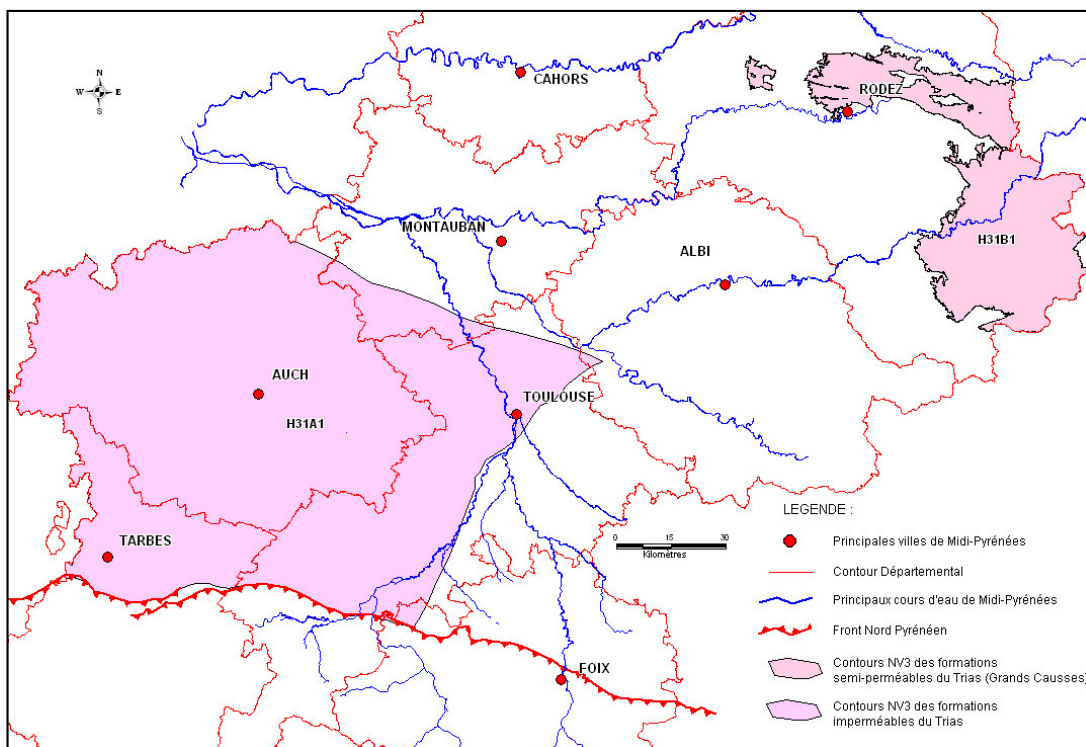 N
W E
S
CAHORS
RODEZ
MONTAUBAN
ALBI
H31B1
AUCH
H31A1
TOULOUSE
TARBES
FOIX
0 15 30
Kilomètres
LEGENDE :
Principales villes de Midi-Pyrénées
Contour Départemental
Principaux cours d'eau de Midi-Pyrénées
Front Nord Pyrénéen
Contours NV3 des formations
semi-perméables du Trias (Grands Causses)
Contours NV3 des formations
imperméables du Trias